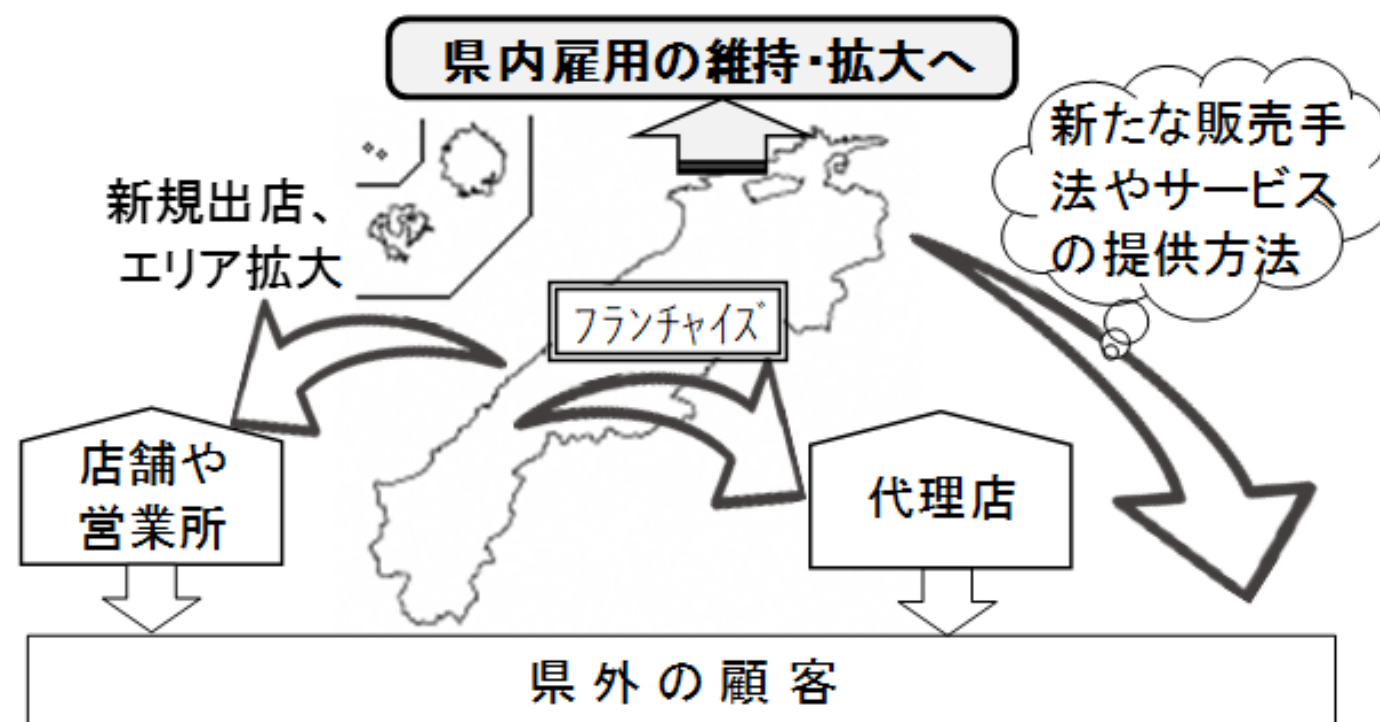 県内雇用の維持・拡大へ
新たな販売手
法やサービス
の提供方法
新規出店、
エリア拡大
フランチャイズ
店舗や
営業所
代理店
県外の顧客